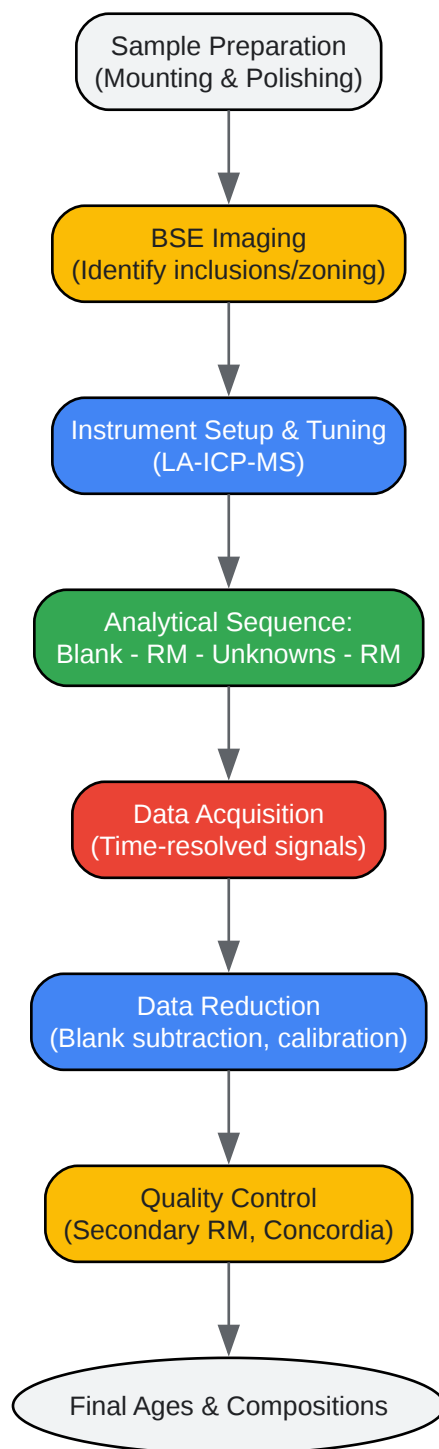 Sample Preparation
(Mounting & Polishing)
BSE Imaging
(Identify inclusions/zoning)
Instrument Setup & Tuning
(LA-ICP-MS)
Analytical Sequence:
Blank - RM - Unknowns - RM
Data Acquisition
(Time-resolved signals)
Data Reduction
(Blank subtraction, calibration)
Quality Control
(Secondary RM, Concordia)
Final Ages & Compositions